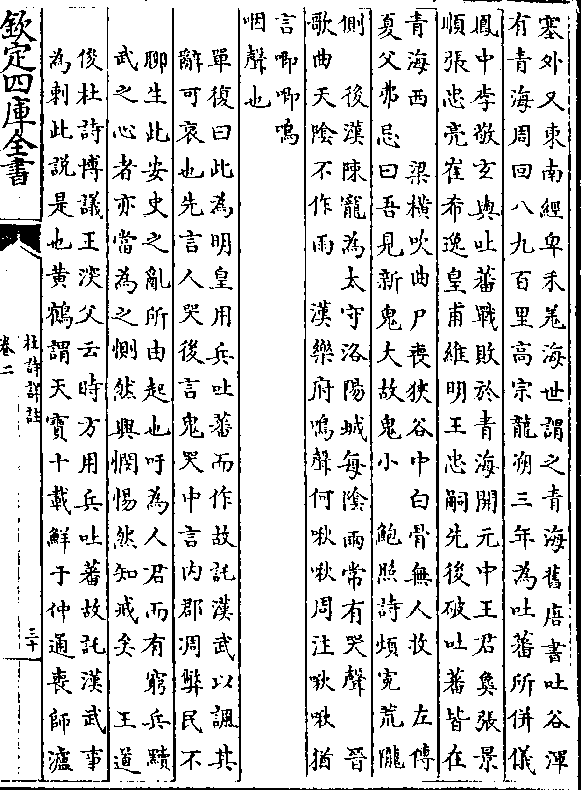 塞外又東南經卑禾羌海世謂之青海舊唐書吐谷渾
有青海周回八九百里高宗龍朔三年為吐蕃所併儀
鳳中李敬玄與吐蕃戰敗於青海開元中王君㚟張景
順張忠亮崔希逸皇甫維明王忠嗣先後破吐蕃皆在
青海西　梁橫吹曲尸喪狹谷中白骨無人收　左傳
夏父弗忌曰吾見新鬼大故鬼小　鮑照詩煩寃荒隴
側　後漢陳寵為太守洛陽城每陰雨常有哭聲　晉
歌曲天陰不作雨　漢樂府鳴聲何啾啾周注啾啾猶
言唧唧嗚
咽聲也
單復曰此為明皇用兵吐蕃而作故託漢武以諷其
辭可哀也先言人哭後言鬼哭中言內郡凋弊民不
聊生此安史之亂所由起也吁為人君而有窮兵黷
武之心者亦當為之惻然興憫惕然知戒矣　王道
俊杜詩博議王深父云時方用兵吐蕃故託漢武事
為刺此說是也黃鶴謂天寶十載鮮于仲通喪師瀘
欽定四庫全書
杜詩詳註
卷二
三十